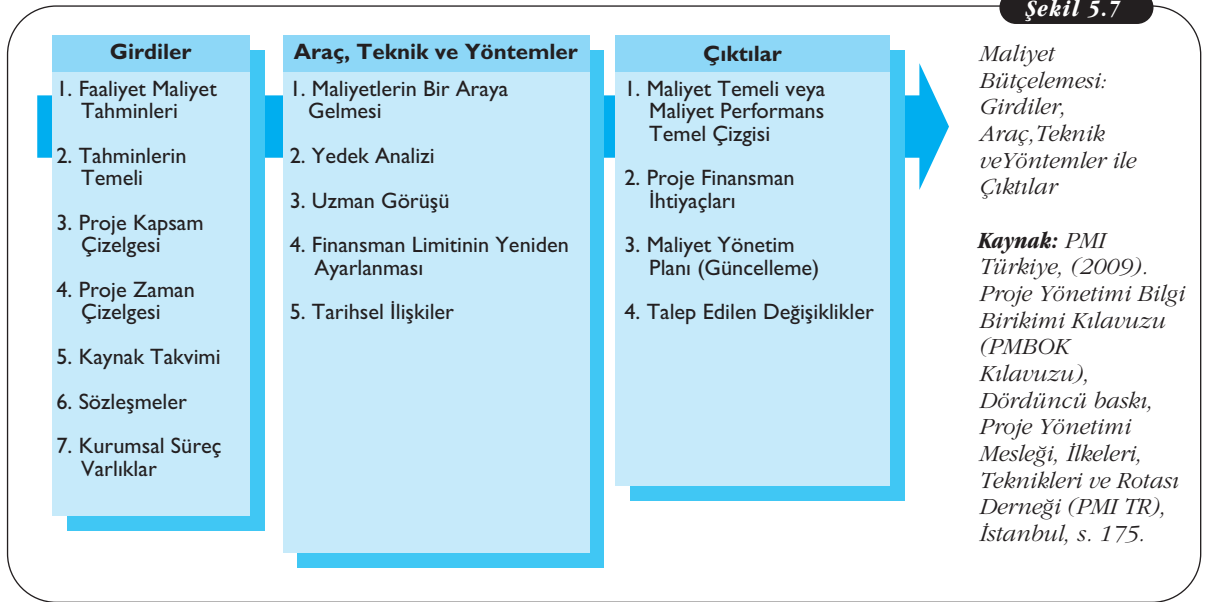 Şekil 5.7
Girdiler
1. Faaliyet Maliyet
Tahminleri
2. Tahminlerin
Temeli
3. Proje Kapsam
Çizelgesi
4. Proje Zaman
Çizelgesi
5. Kaynak Takvimi
6. Sözleşmeler
7. Kurumsal Süreç
Varlıklar
Araç, Teknik ve Yöntemler
1. Maliyetlerin Bir Araya
Gelmesi
2. Yedek Analizi
3. Uzman Görüşü
4. Finansman Limitinin Yeniden
Ayarlanması
5. Tarihsel İlişkiler
Çıktılar
1. Maliyet Temeli veya
Maliyet Performans
Temel Çizgisi
2. Proje Finansman
İhtiyaçları
3. Maliyet Yönetim
Planı (Güncelleme)
4. Talep Edilen Değişiklikler
Maliyet
Bütçelemesi:
Girdiler,
Araç,Teknik
veYöntemler ile
Çıktılar
Kaynak: PMI
Türkiye, (2009).
Proje Yönetimi Bilgi
Birikimi Kılavuzu
(PMBOK
Kılavuzu),
Dördüncü baskı,
Proje Yönetimi
Mesleği, İlkeleri,
Teknikleri ve Rotası
Derneği (PMI TR),
İstanbul, s. 175.